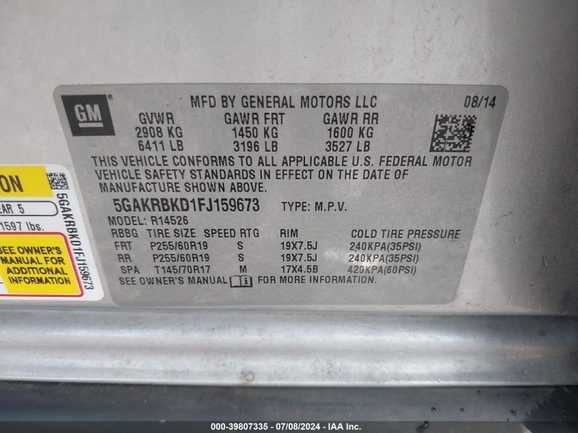 GM
MFD BY GENERAL MOTORS LLC 08/14
GVWR GAWR FRT GAWR RR
2908 KG 1450 KG 1600 KG
6411 LB 3196 LB 3527 LB
THIS VEHICLE CONFORMS TO ALL APPLICABLE U.S. FEDERAL MOTOR
VEHICLE SAFETY STANDARDS IN EFFECT ON THE DATE OF
MANUFACTURE SHOWN ABOVE.
5GAKRBKD1FJ159673 TYPE: M.P.V.
MODEL: R14526
RBBG TIRE SIZE SPEED RTG RIM COLD TIRE PRESSURE
FRT P255/60R19 S 19X7.5J 240KPA(35PSI)
RR P255/60R19 S 19X7.5J 240KPA(35PSI)
SPA T145/70R17 M 17X4.5B 420KPA(60PSI)
SEE OWNER'S MANUAL FOR MORE INFORMATION.
ON
EAR 5
1597 lbs.
SEE OWNER'S
MANUAL FOR
ADDITIONAL
INFORMATION
5GAKRBKD1FJ159673
000-39807335 - 07/08/2024 - IAA Inc.